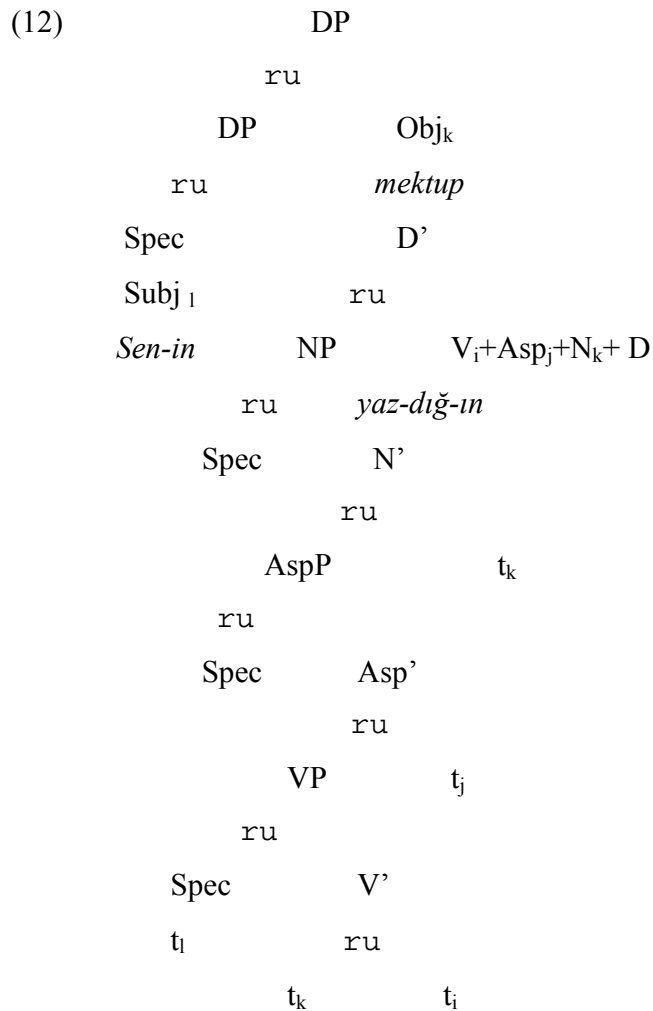 (12) DP
ru
DP Objk
ru mektup
Spec D’
Subj l ru
Sen-in NP Vi+Aspj+Nk+ D
ru yaz-dığ-ın
Spec N’
ru
AspP tk
ru
Spec Asp’
ru
VP tj
ru
Spec V’
tl ru
tk ti